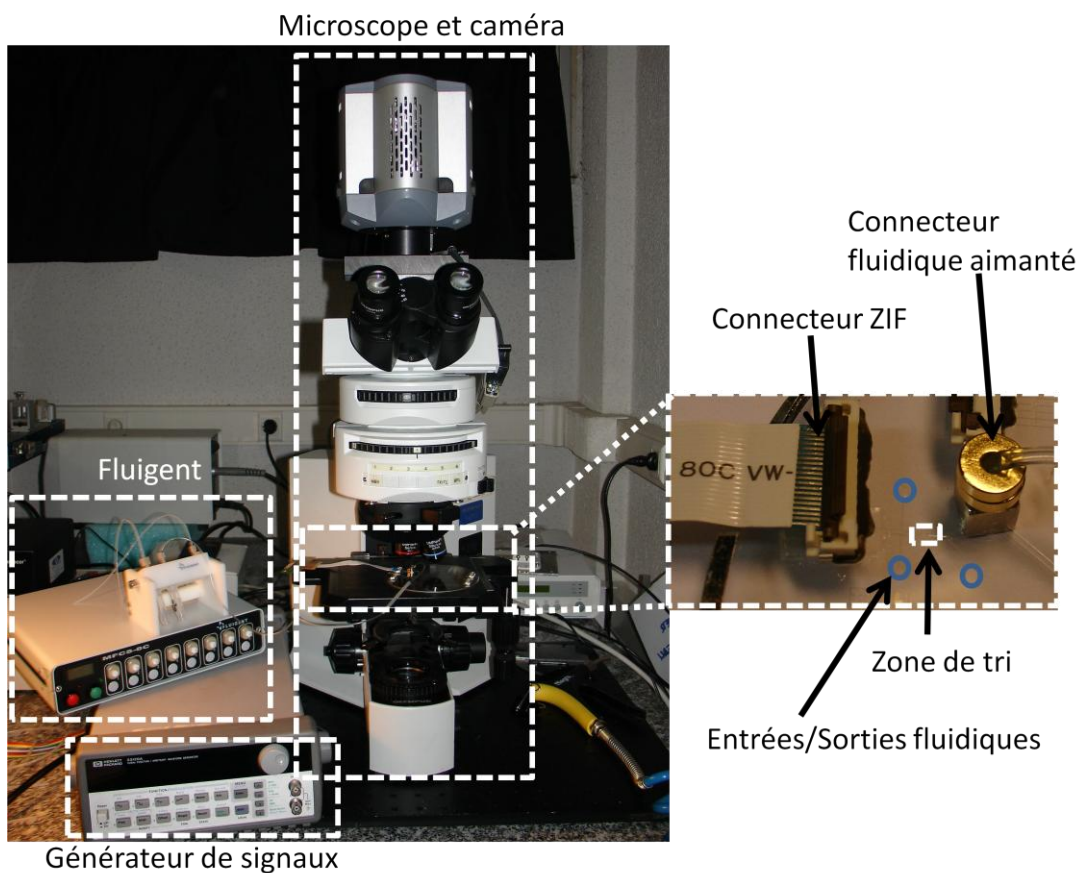 Microscope et caméra
Connecteur
fluidique aimanté
Connecteur ZIF
80C VW-
Fluigent
MFCS-8C
Zone de tri
Entrées/Sorties fluidiques
Générateur de signaux